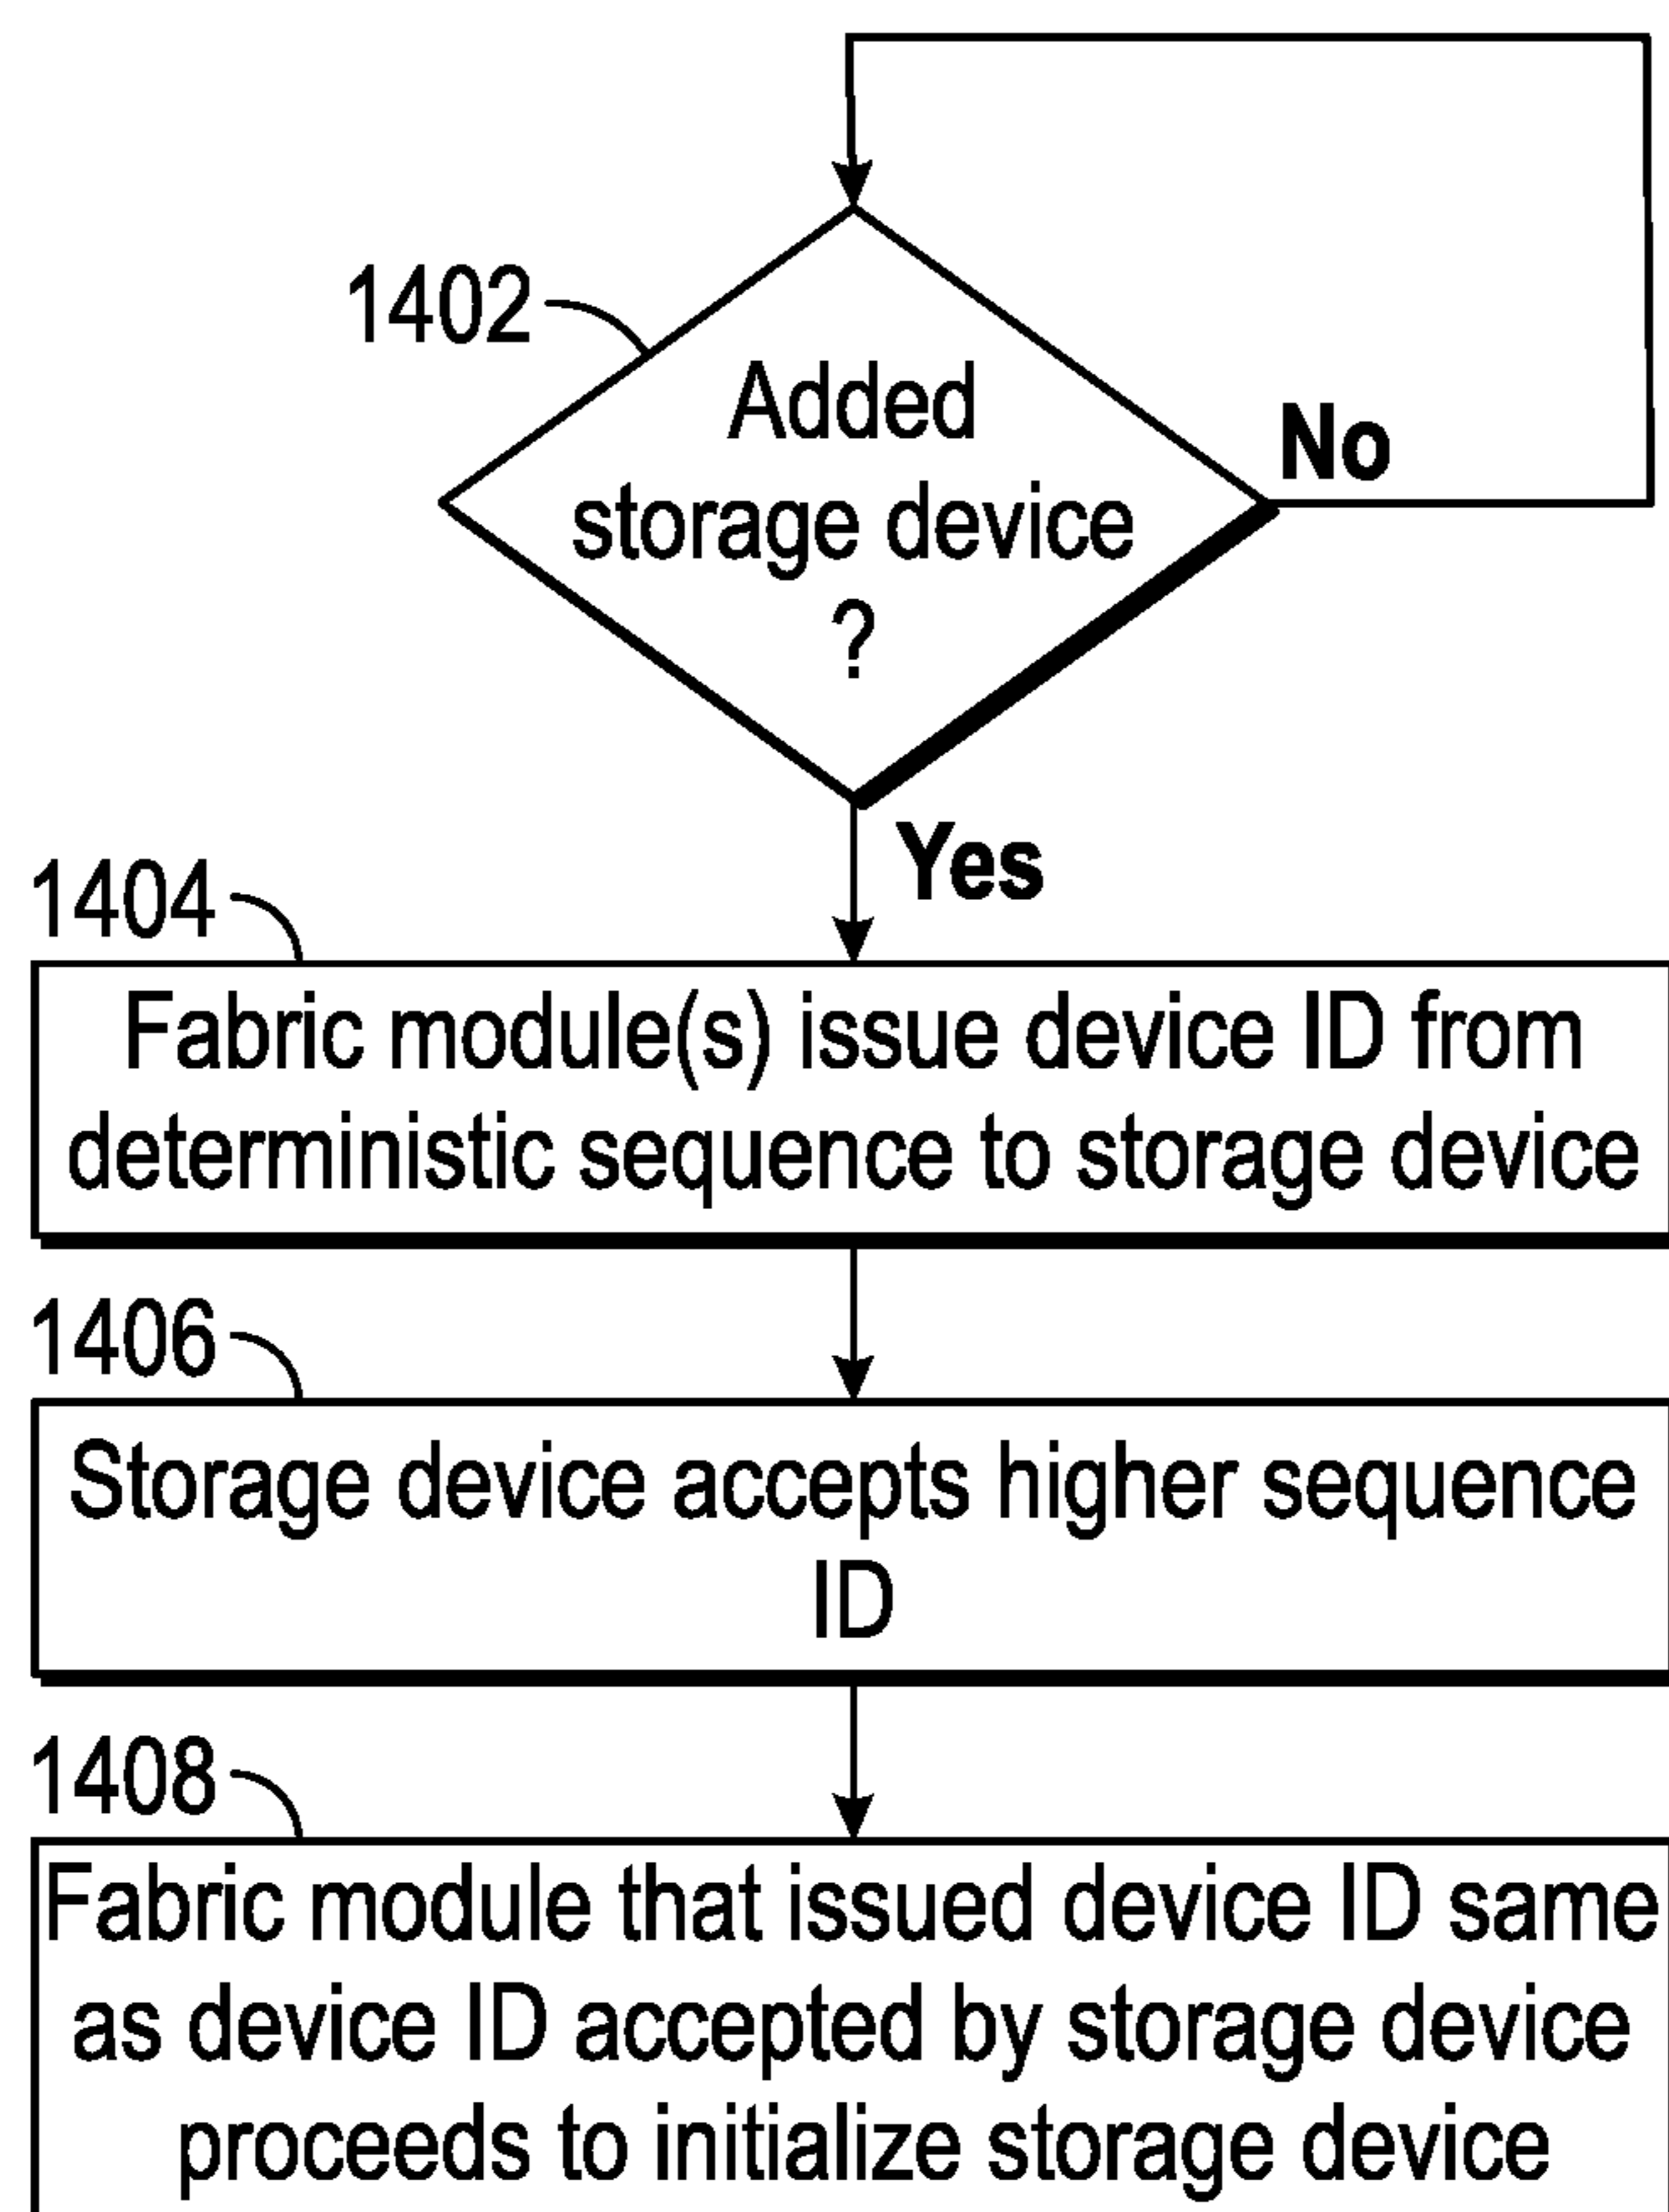 1402
Added
storage device
?
No
Yes
1404
Fabric module(s) issue device ID from
deterministic sequence to storage device
1406
Storage device accepts higher sequence
ID
1408
Fabric module that issued device ID same
as device ID accepted by storage device
proceeds to initialize storage device